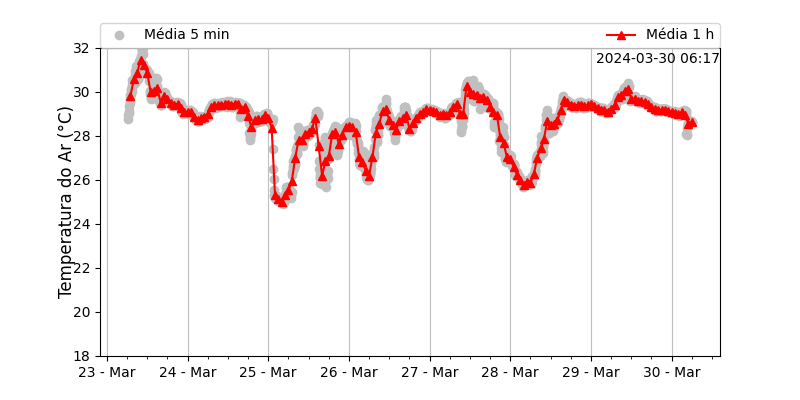 Média 5 min
Média 1 h
2024-03-30 06:17
Temperatura do Ar (°C)
32
30
28
26
24
22
20
18
23 - Mar
24 - Mar
25 - Mar
26 - Mar
27 - Mar
28 - Mar
29 - Mar
30 - Mar